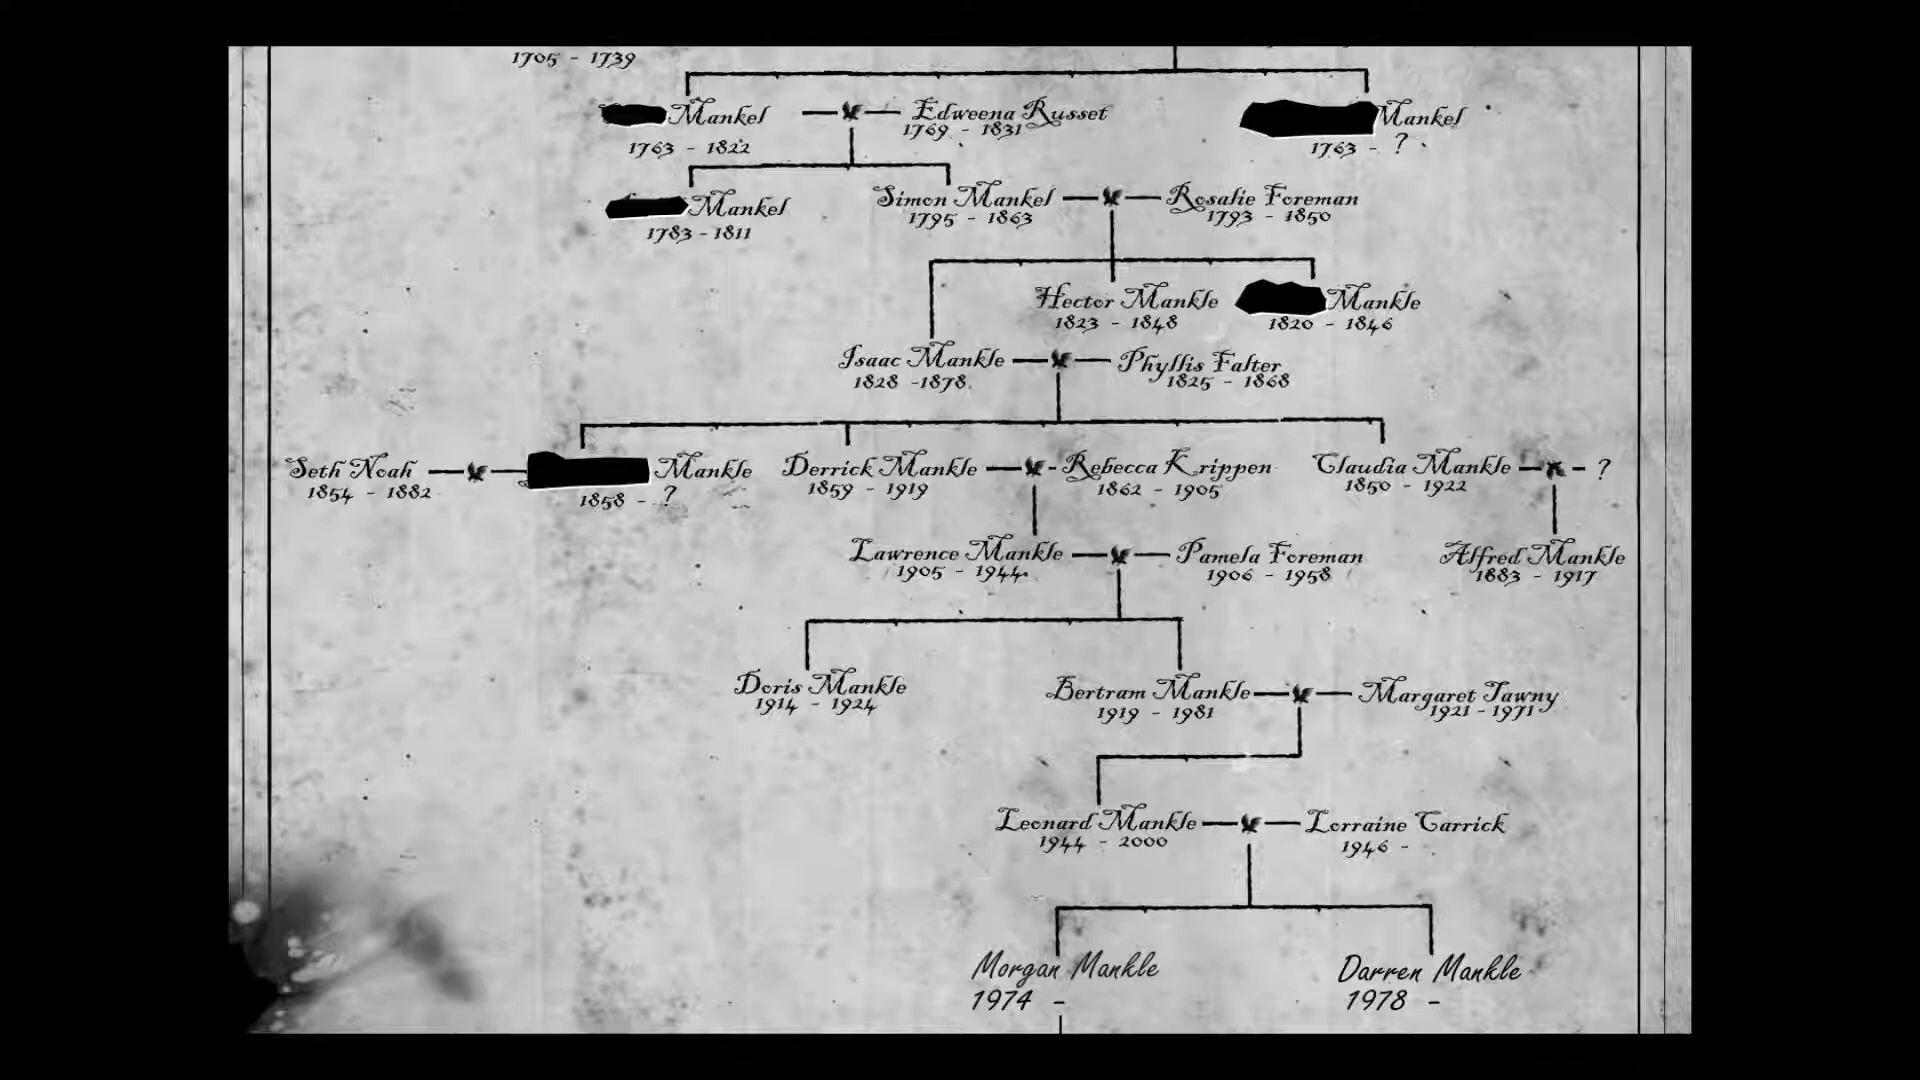 1705 - 1739
Mankel
Edweena Russet
Mankel
1769 - 1831
1763 - 1822
1763 - ?
Mankel
1783 - 1811
Simon Mankel
1795 - 1863
Rosalie Foreman
1793 - 1850
Hector Mankle
1823 - 1848
Mankle
1820 - 1846
Isaac Mankle
1828 - 1878
Phyllis Falter
1825 - 1868
Seth Noah
1854 - 1882
Mankle
1858 - ?
Derrick Mankle
1859 - 1919
Rebecca Krippen
1862 - 1905
Claudia Mankle
1850 - 1922
?
Lawrence Mankle
1905 - 1944
Pamela Foreman
1906 - 1958
Alfred Mankle
1883 - 1917
Doris Mankle
1914 - 1924
Bertram Mankle
1919 - 1981
Margaret Tawny
1921 - 1971
Leonard Mankle
1944 - 2000
Lorraine Carrick
1946 -
Morgan Mankle
1974 -
Darren Mankle
1978 -